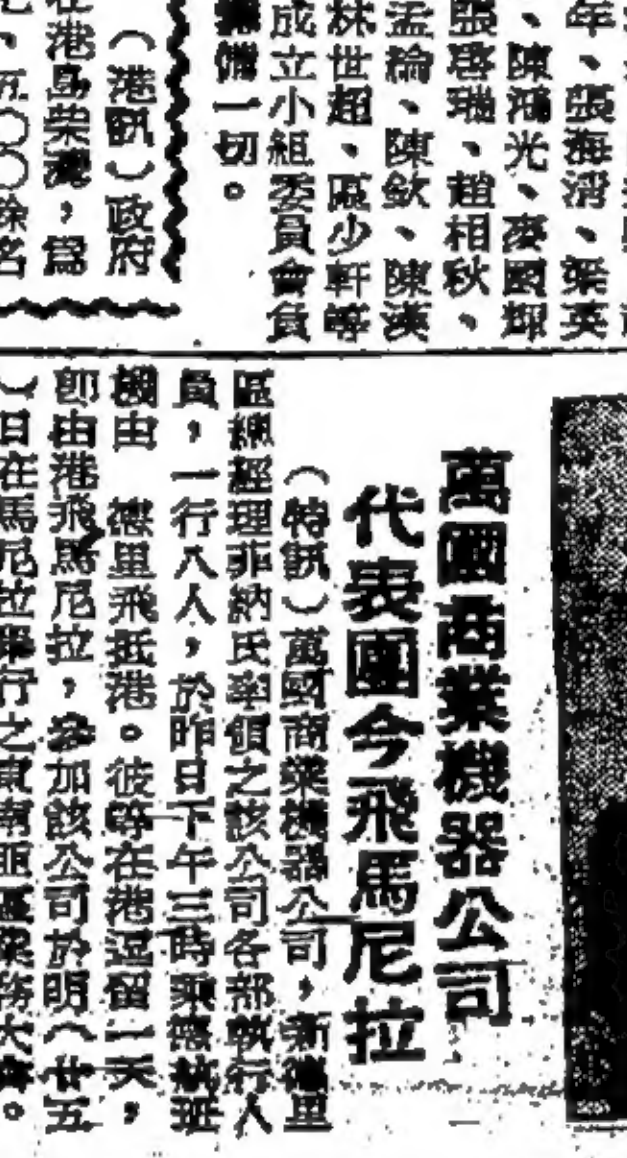 年、張海清、梁英
、陳鴻光、麥國輝
張啓瑞、趙相秋、
孟綸、陳欽、陳漢
林世超、區少軒等
成立小組委員會負
備一切。
（港訊）政府
在港島柴灣，爲
五〇〇餘名
萬國商業機器公司
代表團今飛馬尼拉
（特訊）萬國商業機器公司，新德里
區總經理菲納氏率領之該公司各部執行人
員，一行八人，於昨日下午三時乘 航班
機由 德里飛抵港。彼等在港逗留一天，
即由港飛馬尼拉，參加該公司於明（廿五
）日在馬尼拉舉行之東南亞區業務大會。